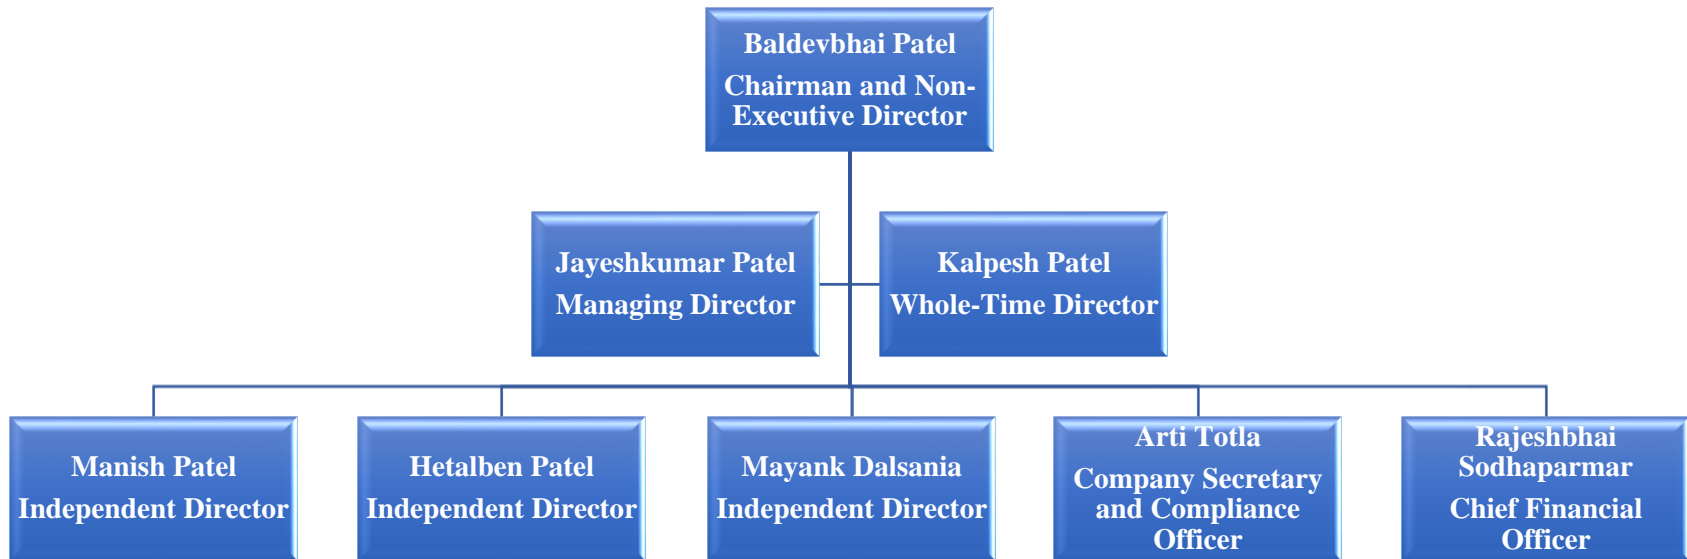 Baldevbhai Patel
Chairman and Non-
Executive Director
Jayeshkumar Patel
Managing Director
Kalpesh Patel
Whole-Time Director
Manish Patel
Independent Director
Hetalben Patel
Independent Director
Mayank Dalsania
Independent Director
Arti Totla
Company Secretary
and Compliance
Officer
Rajeshbhai
Sodhaparmar
Chief Financial
Officer